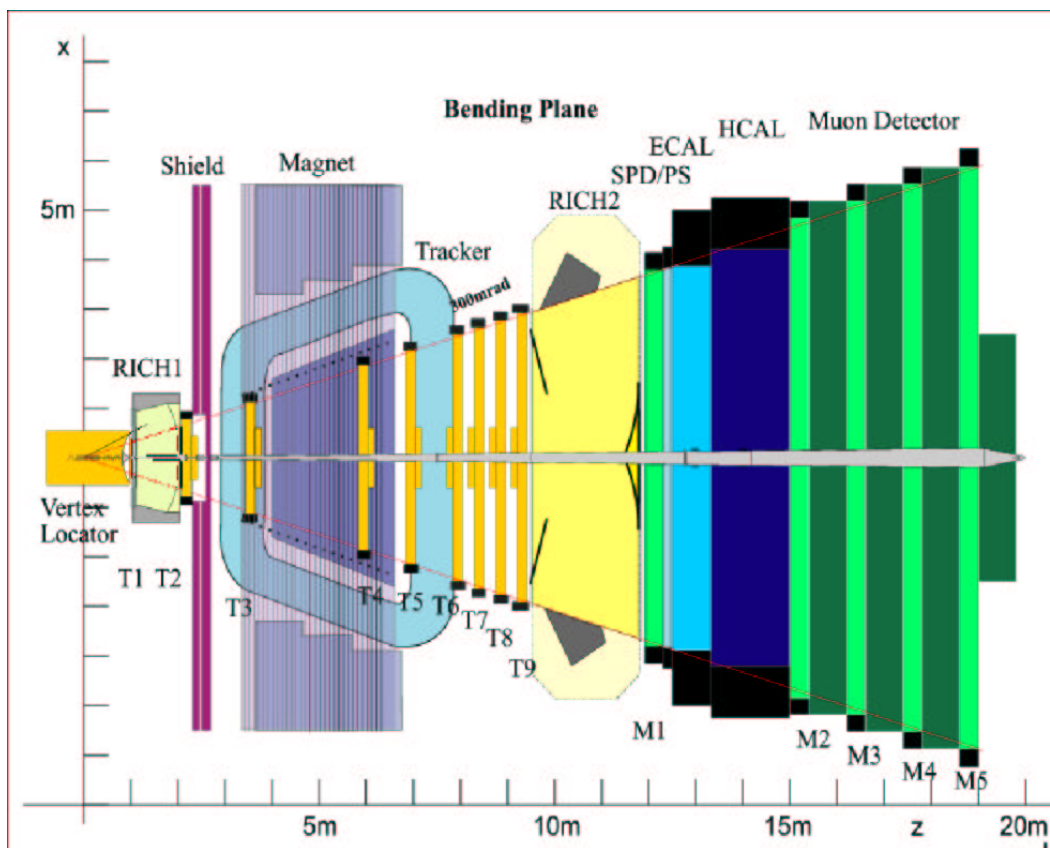 x
Bending Plane
HCAL
Muon Detector
ECAL
Shield
Magnet
SPD/PS
RICH2
5m
Tracker
300mrad
RICH1
Vertex
Locator
T1
T2
T3
T4
T5
T6
T7
T8
T9
M1
M2
M3
M4
M5
5m
10m
15m
z
20m